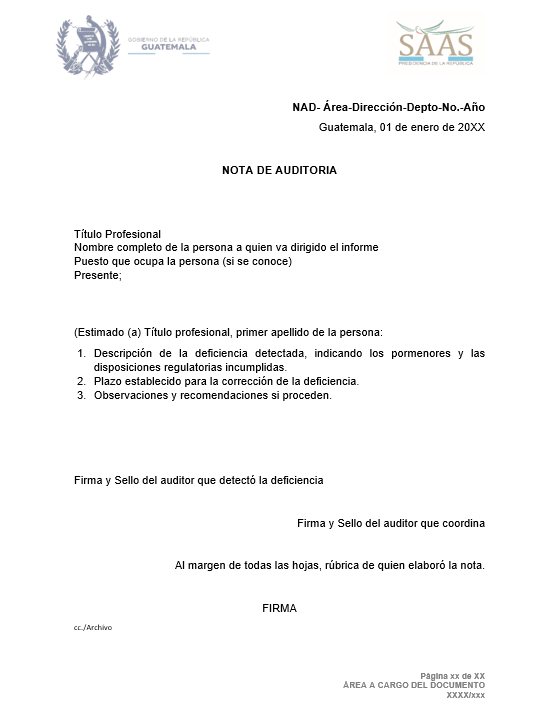 GOBIERNO DE LA REPÚBLICA
GUATEMALA
SAAS
PRESIDENCIA DE LA REPÚBLICA
NAD- Área-Dirección-Depto-No.-Año
Guatemala, 01 de enero de 20XX
NOTA DE AUDITORIA
Título Profesional
Nombre completo de la persona a quien va dirigido el informe
Puesto que ocupa la persona (si se conoce)
Presente;
(Estimado (a) Título profesional, primer apellido de la persona:
1. Descripción de la deficiencia detectada, indicando los pormenores y las
disposiciones regulatorias incumplidas.
2. Plazo establecido para la corrección de la deficiencia.
3. Observaciones y recomendaciones si proceden.
Firma y Sello del auditor que detectó la deficiencia
Firma y Sello del auditor que coordina
Al margen de todas las hojas, rúbrica de quien elaboró la nota.
FIRMA
cc./Archivo
Página xx de XX
ÁREA A CARGO DEL DOCUMENTO
XXXX/xxx